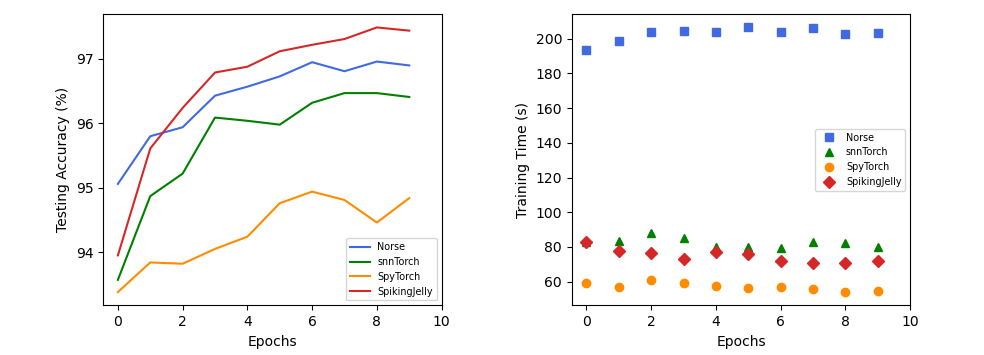 Testing Accuracy (%)
97
96
95
94
0 2 4 6 8 10
Epochs
Norse
snnTorch
SpyTorch
SpikingJelly
Training Time (s)
200
180
160
140
120
100
80
60
0 2 4 6 8 10
Epochs
Norse
snnTorch
SpyTorch
SpikingJelly